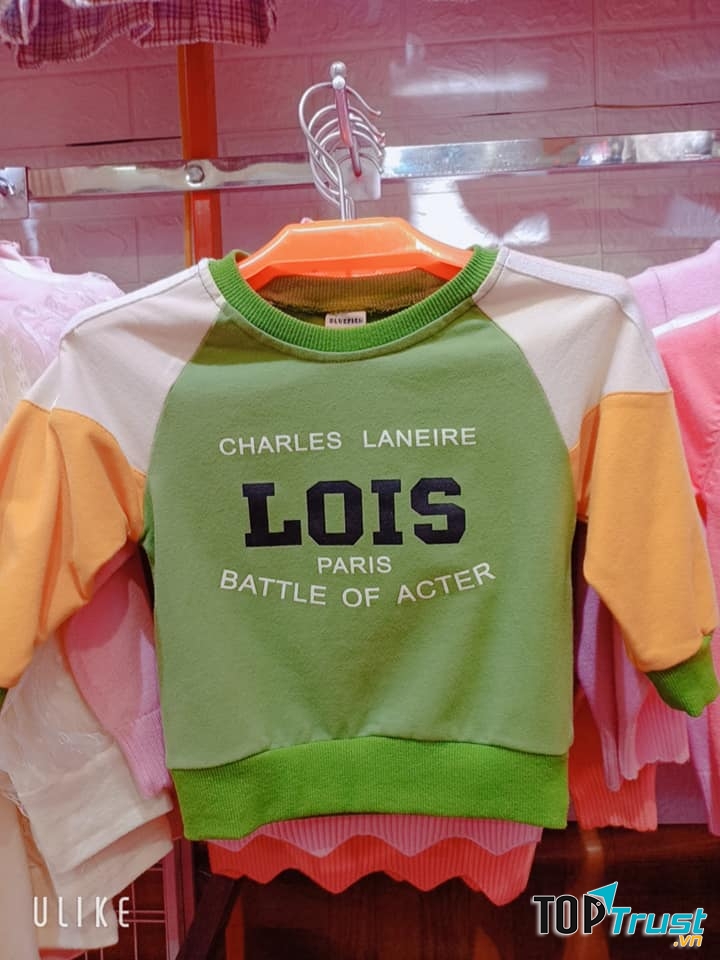 CHARLES LANEIRE
LOIS
PARIS
BATTLE OF ACTER
ULIKE
TOPTrust
.vn